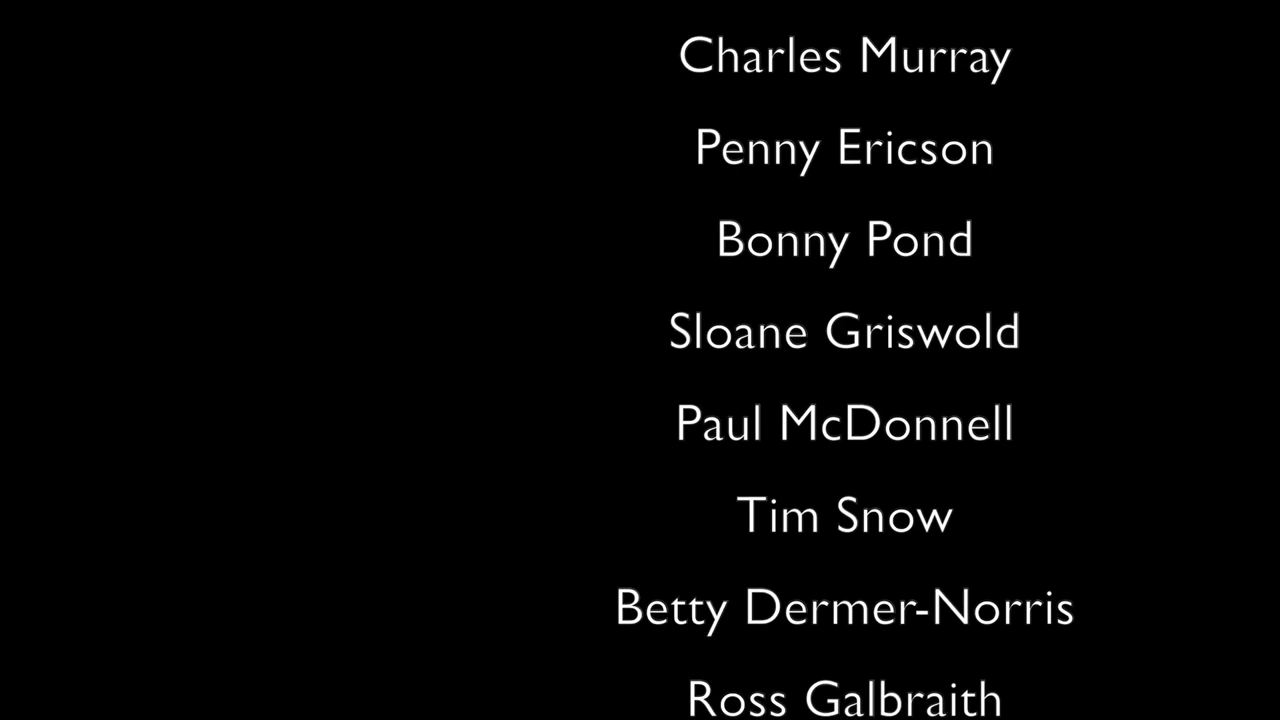 Charles Murray
Penny Ericson
Bonny Pond
Sloane Griswold
Paul McDonnell
Tim Snow
Betty Dermer-Norris
Ross Galbraith